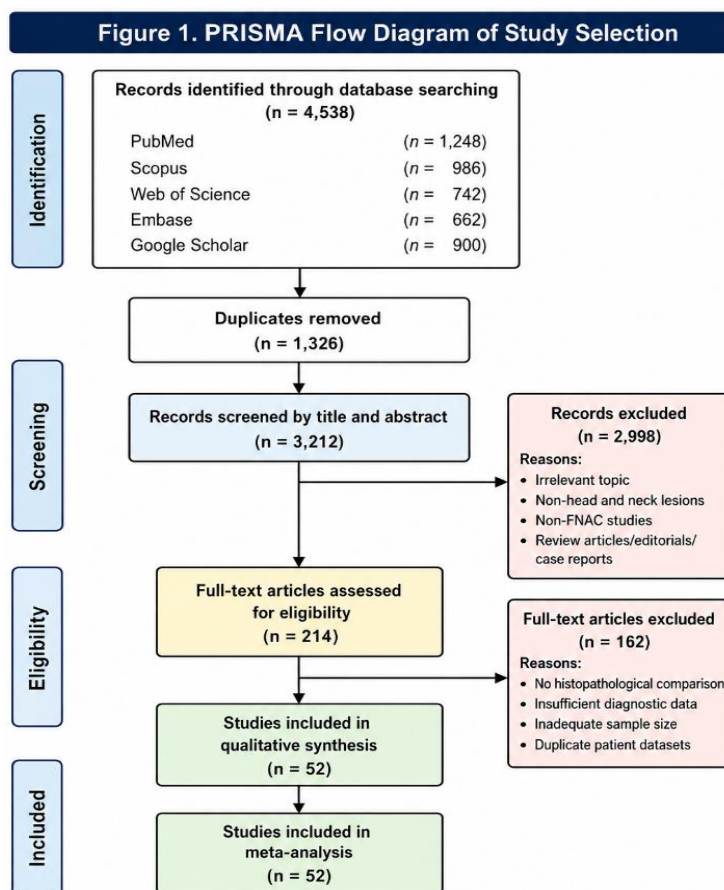 Figure 1. PRISMA Flow Diagram of Study Selection
Identification
Records identified through database searching
(n = 4,538)
PubMed (n = 1,248)
Scopus (n = 986)
Web of Science (n = 742)
Embase (n = 662)
Google Scholar (n = 900)
Duplicates removed
(n = 1,326)
Screening
Records screened by title and abstract
(n = 3,212)
Records excluded
(n = 2,998)
Reasons:
• Irrelevant topic
• Non-head and neck lesions
• Non-FNAC studies
• Review articles/editorials/
case reports
Eligibility
Full-text articles assessed
for eligibility
(n = 214)
Full-text articles excluded
(n = 162)
Reasons:
• No histopathological comparison
• Insufficient diagnostic data
• Inadequate sample size
• Duplicate patient datasets
Studies included in
qualitative synthesis
(n = 52)
Included
Studies included in
meta-analysis
(n = 52)